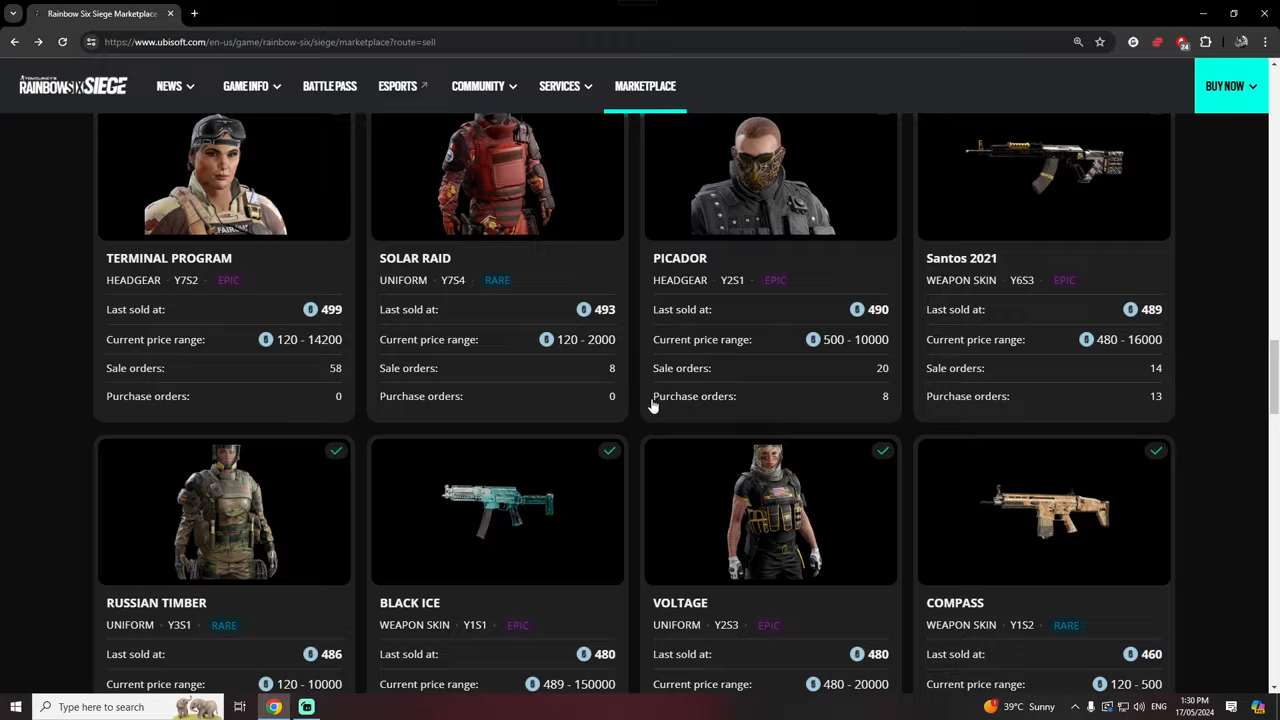 Rainbow Six Siege Marketplace
https://www.ubisoft.com/en-us/game/rainbow-six/siege/marketplace?route=sell
24
TOM CLANCY'S
RAINBOWSIXSIEGE
NEWS
GAME INFO
BATTLE PASS
ESPORTS
COMMUNITY
SERVICES
MARKETPLACE
BUY NOW
TERMINAL PROGRAM
HEADGEAR · Y7S2 · EPIC
Last sold at: 499
Current price range: 120 - 14200
Sale orders: 58
Purchase orders: 0
SOLAR RAID
UNIFORM · Y7S4 · RARE
Last sold at: 493
Current price range: 120 - 2000
Sale orders: 8
Purchase orders: 0
PICADOR
HEADGEAR · Y2S1 · EPIC
Last sold at: 490
Current price range: 500 - 10000
Sale orders: 20
Purchase orders: 8
Santos 2021
WEAPON SKIN · Y6S3 · EPIC
Last sold at: 489
Current price range: 480 - 16000
Sale orders: 14
Purchase orders: 13
RUSSIAN TIMBER
UNIFORM · Y3S1 · RARE
Last sold at: 486
Current price range: 120 - 10000
BLACK ICE
WEAPON SKIN · Y1S1 · EPIC
Last sold at: 480
Current price range: 489 - 150000
VOLTAGE
UNIFORM · Y2S3 · EPIC
Last sold at: 480
Current price range: 480 - 20000
COMPASS
WEAPON SKIN · Y1S2 · RARE
Last sold at: 460
Current price range: 120 - 500
Type here to search
39°C Sunny
ENG
1:30 PM
17/05/2024